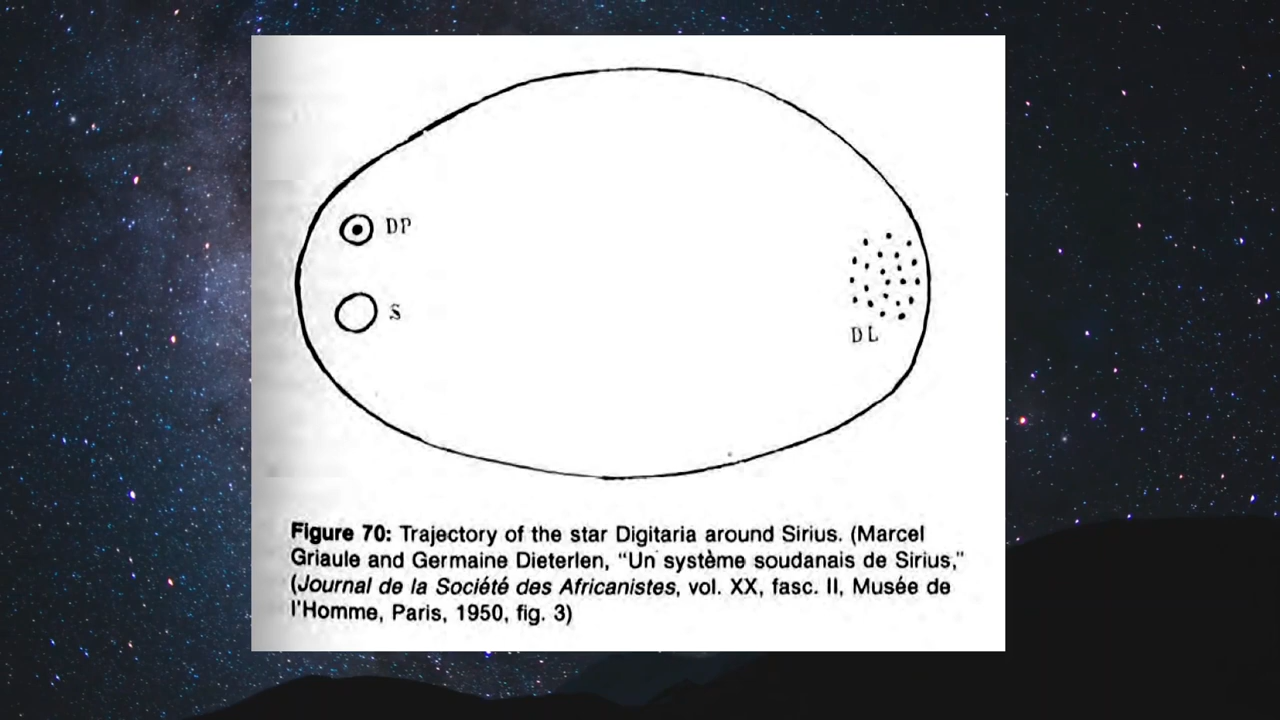 DP
S
DL
Figure 70: Trajectory of the star Digitaria around Sirius. (Marcel
Griaule and Germaine Dieterlen, "Un système soudanais de Sirius,"
(Journal de la Société des Africanistes, vol. XX, fasc. II, Musée de
l'Homme, Paris, 1950, fig. 3)